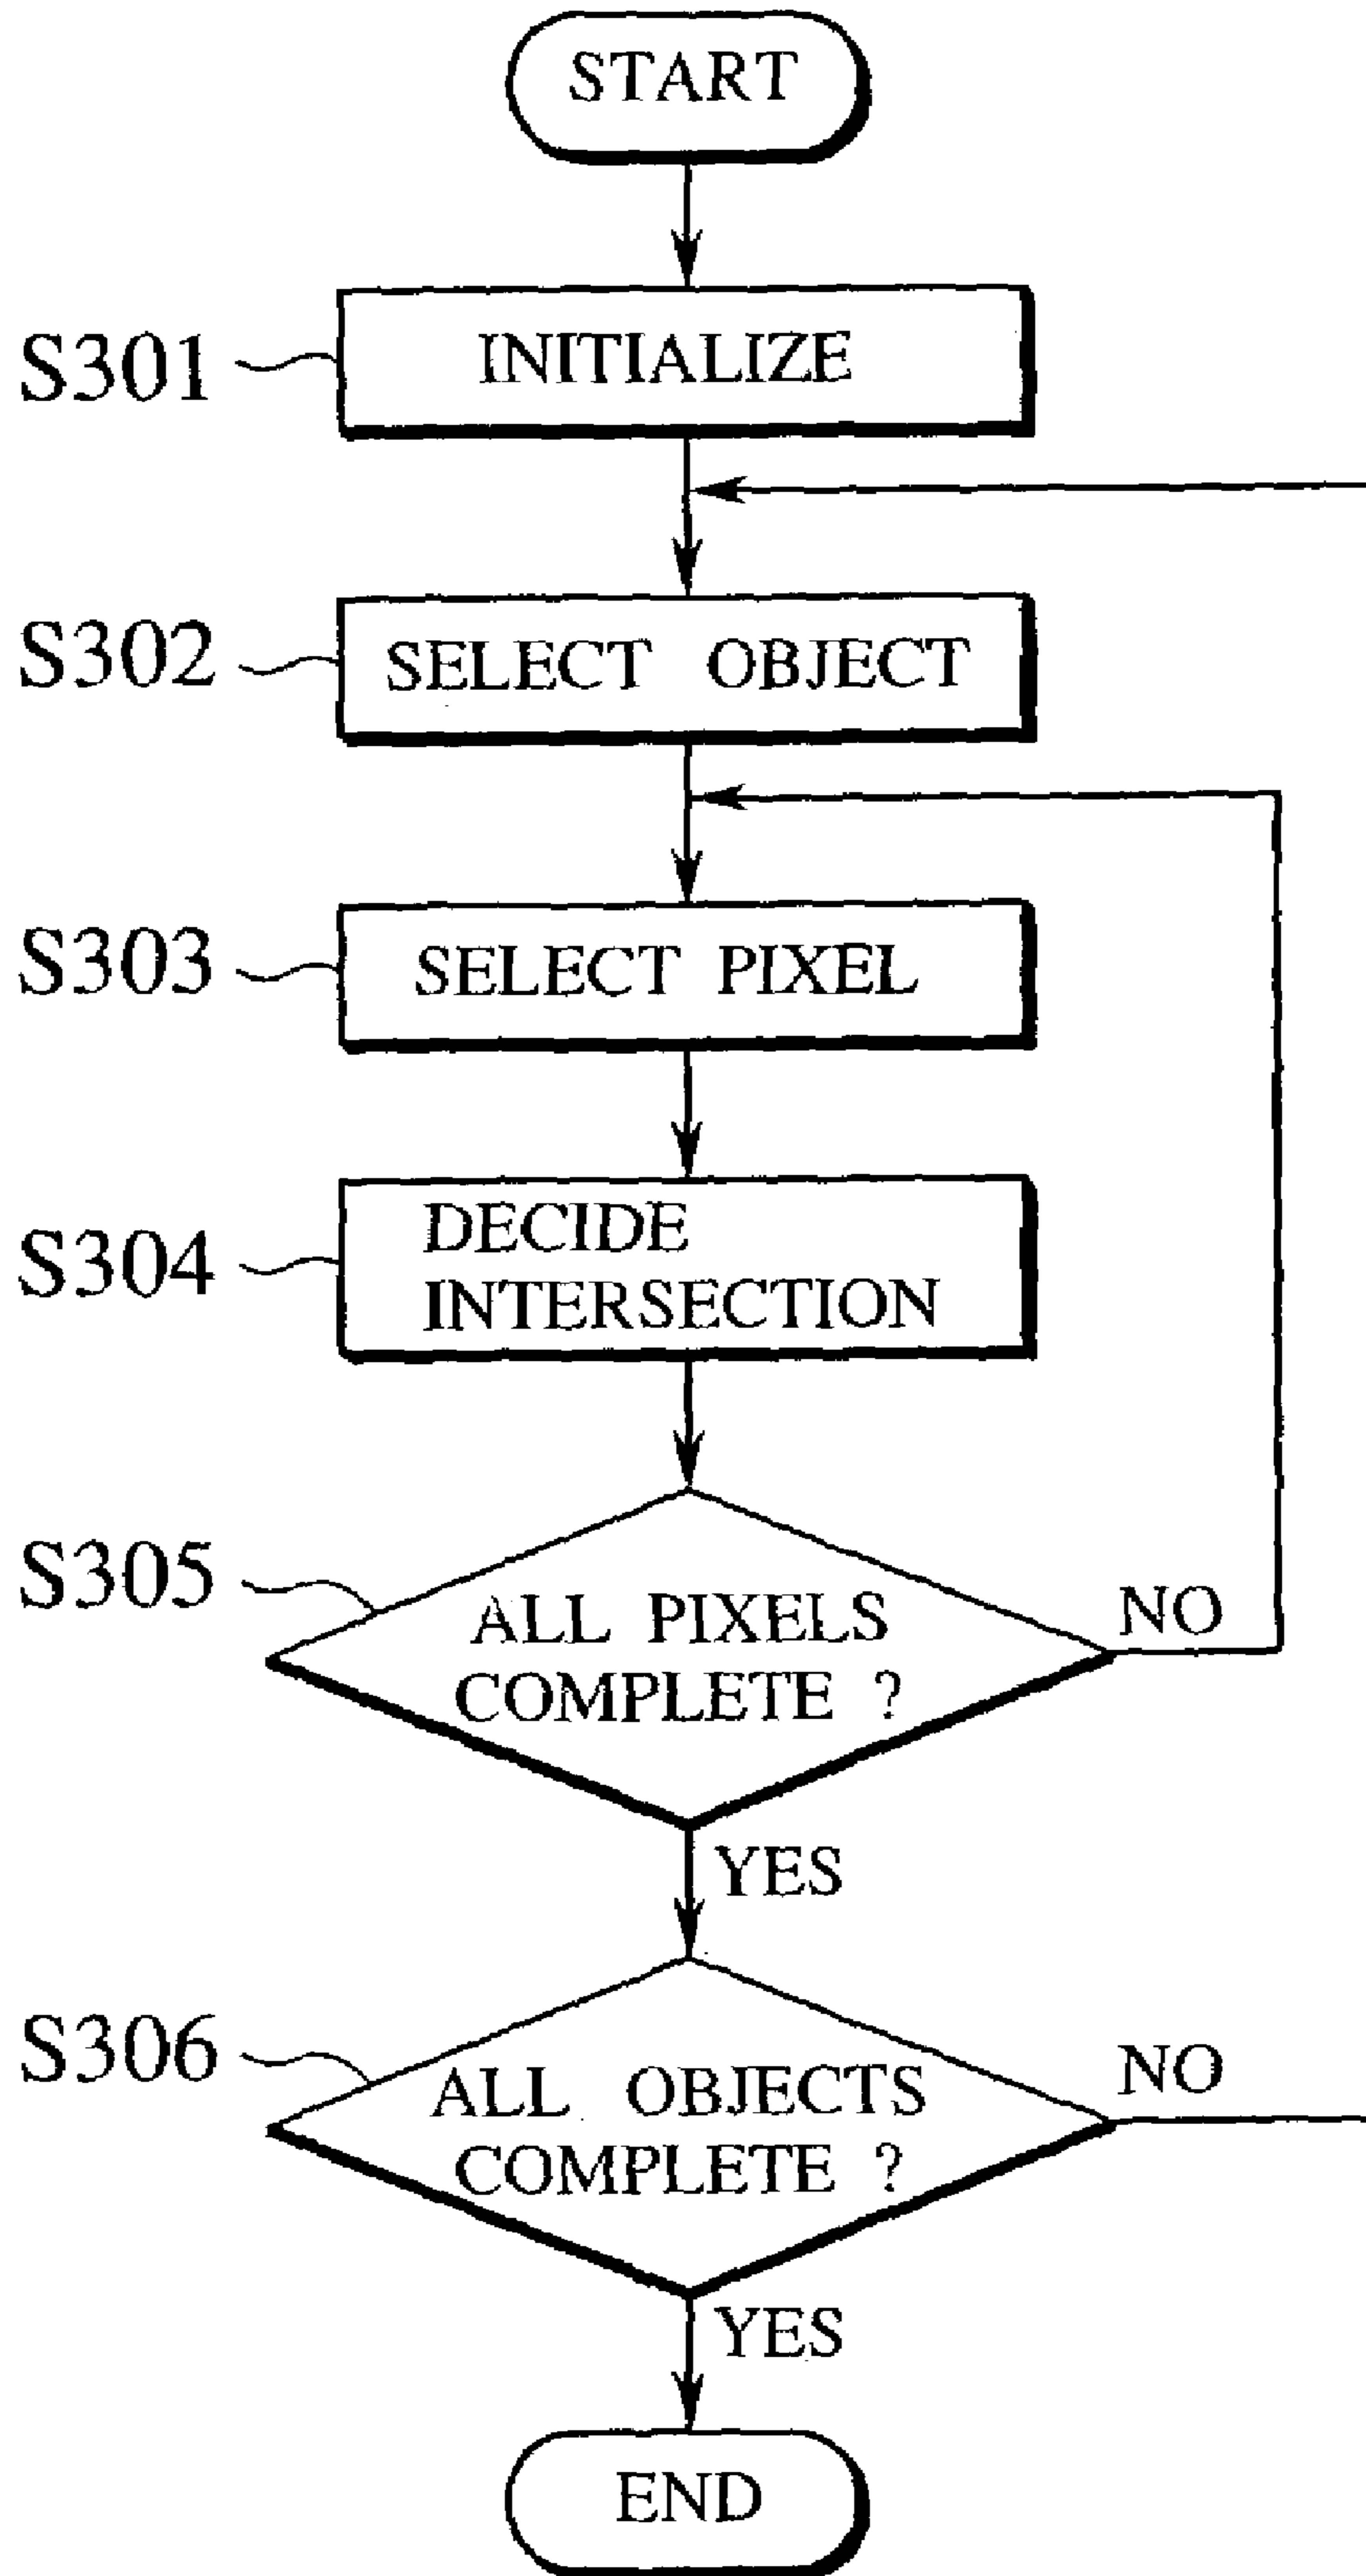 START
S301
INITIALIZE
S302
SELECT OBJECT
S303
SELECT PIXEL
S304
DECIDE
INTERSECTION
S305
ALL PIXELS
COMPLETE ?
NO
YES
S306
ALL OBJECTS
COMPLETE ?
NO
YES
END